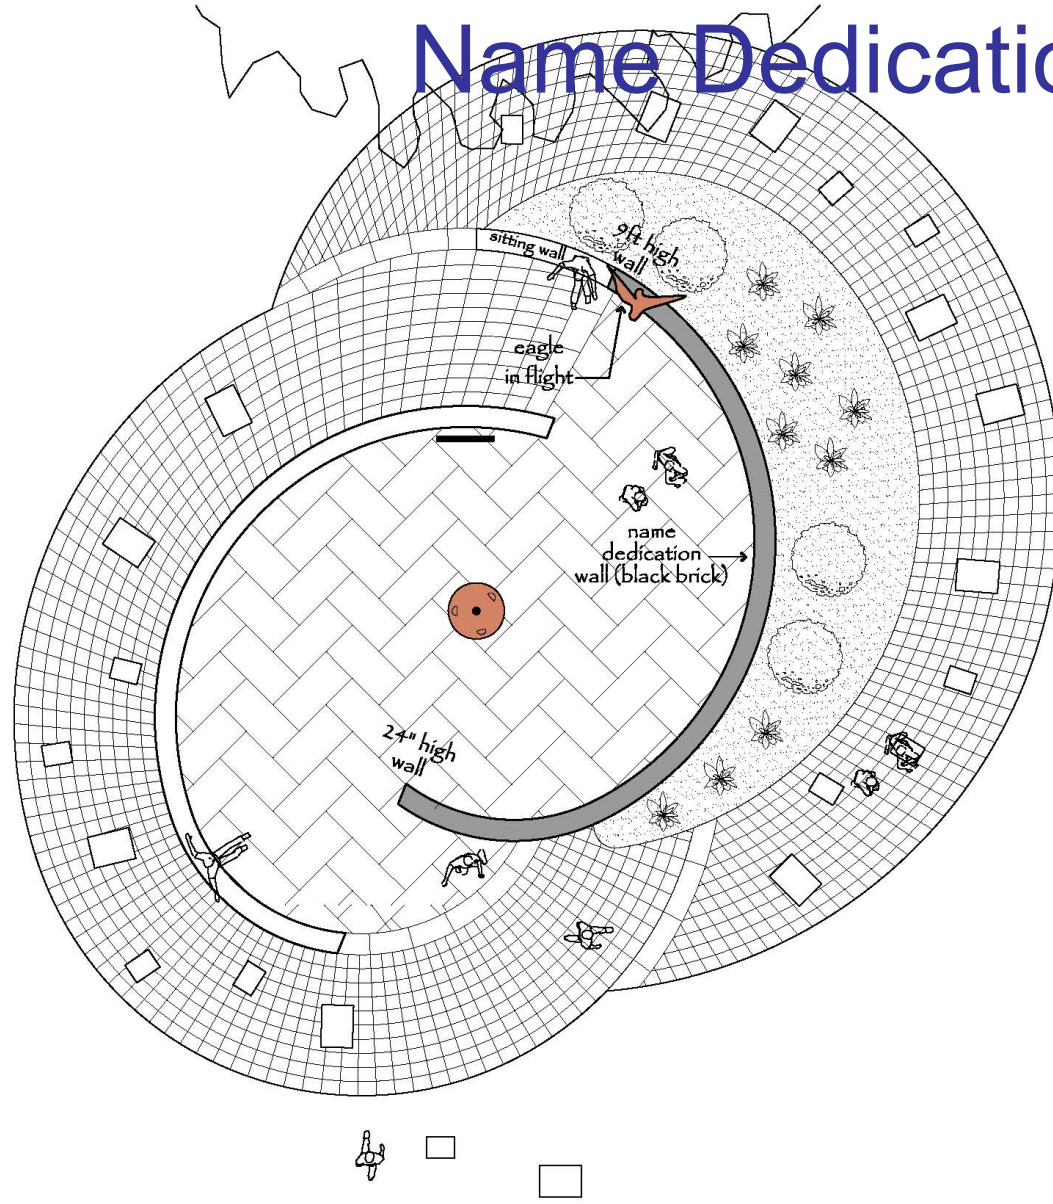 Name Dedicatio
sitting wall
9ft high
wall
eagle
in flight
name
dedication
wall (black brick)
24" high
wall